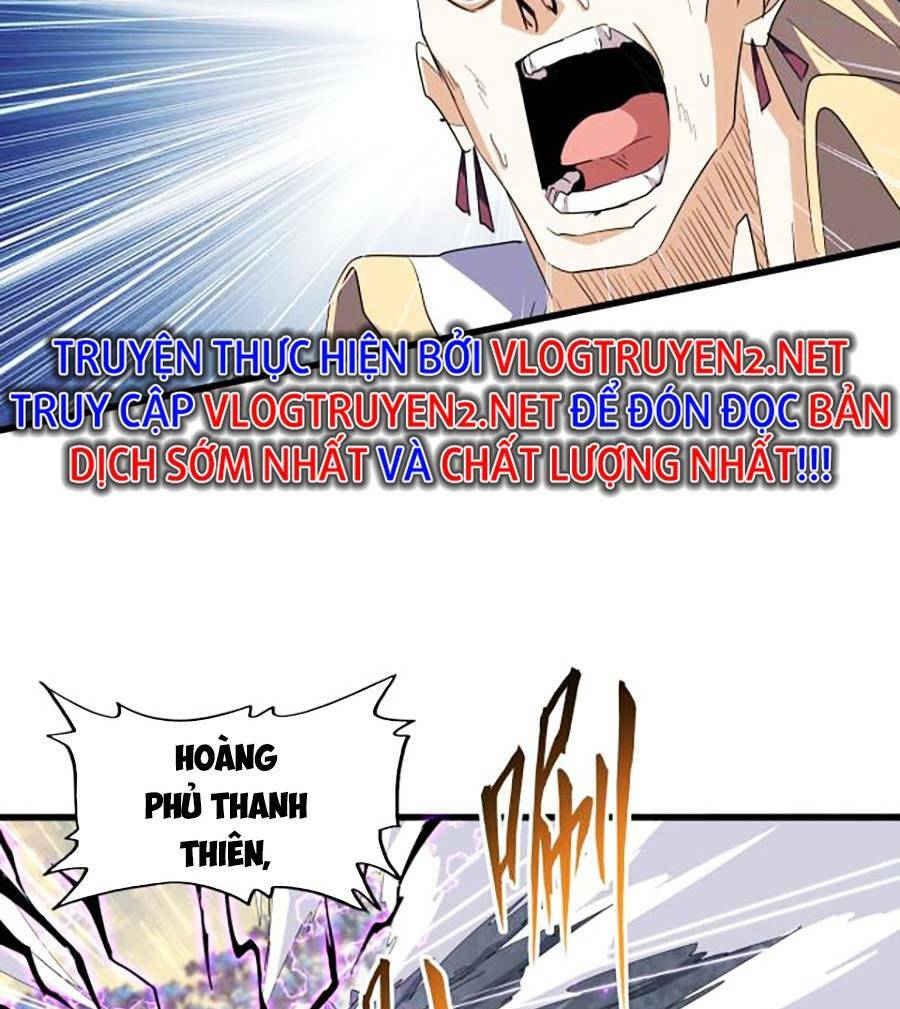 TRUYỆN THỰC HIỆN BỞI VLOGTRUYEN2.NET
TRUY CẬP VLOGTRUYEN2.NET ĐỂ ĐÓN ĐỌC BẢN
DỊCH SỚM NHẤT VÀ CHẤT LƯỢNG NHẤT!!!
HOÀNG
PHỦ THANH
THIÊN,